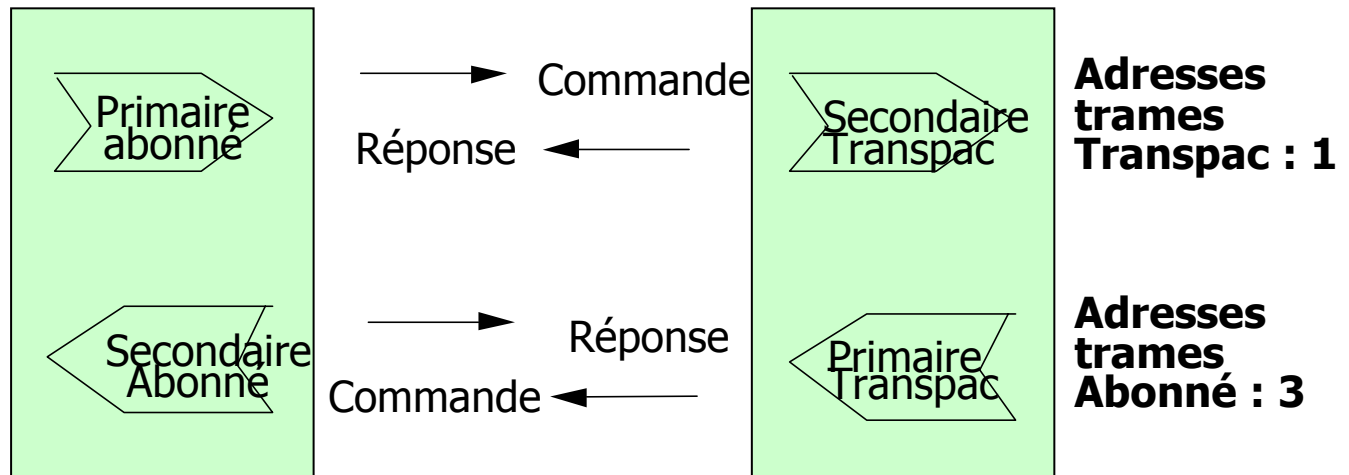 Primaire
abonné
Commande
Réponse
Secondaire
Transpac
Adresses
trames
Transpac : 1
Secondaire
Abonné
Réponse
Commande
Primaire
Transpac
Adresses
trames
Abonné : 3